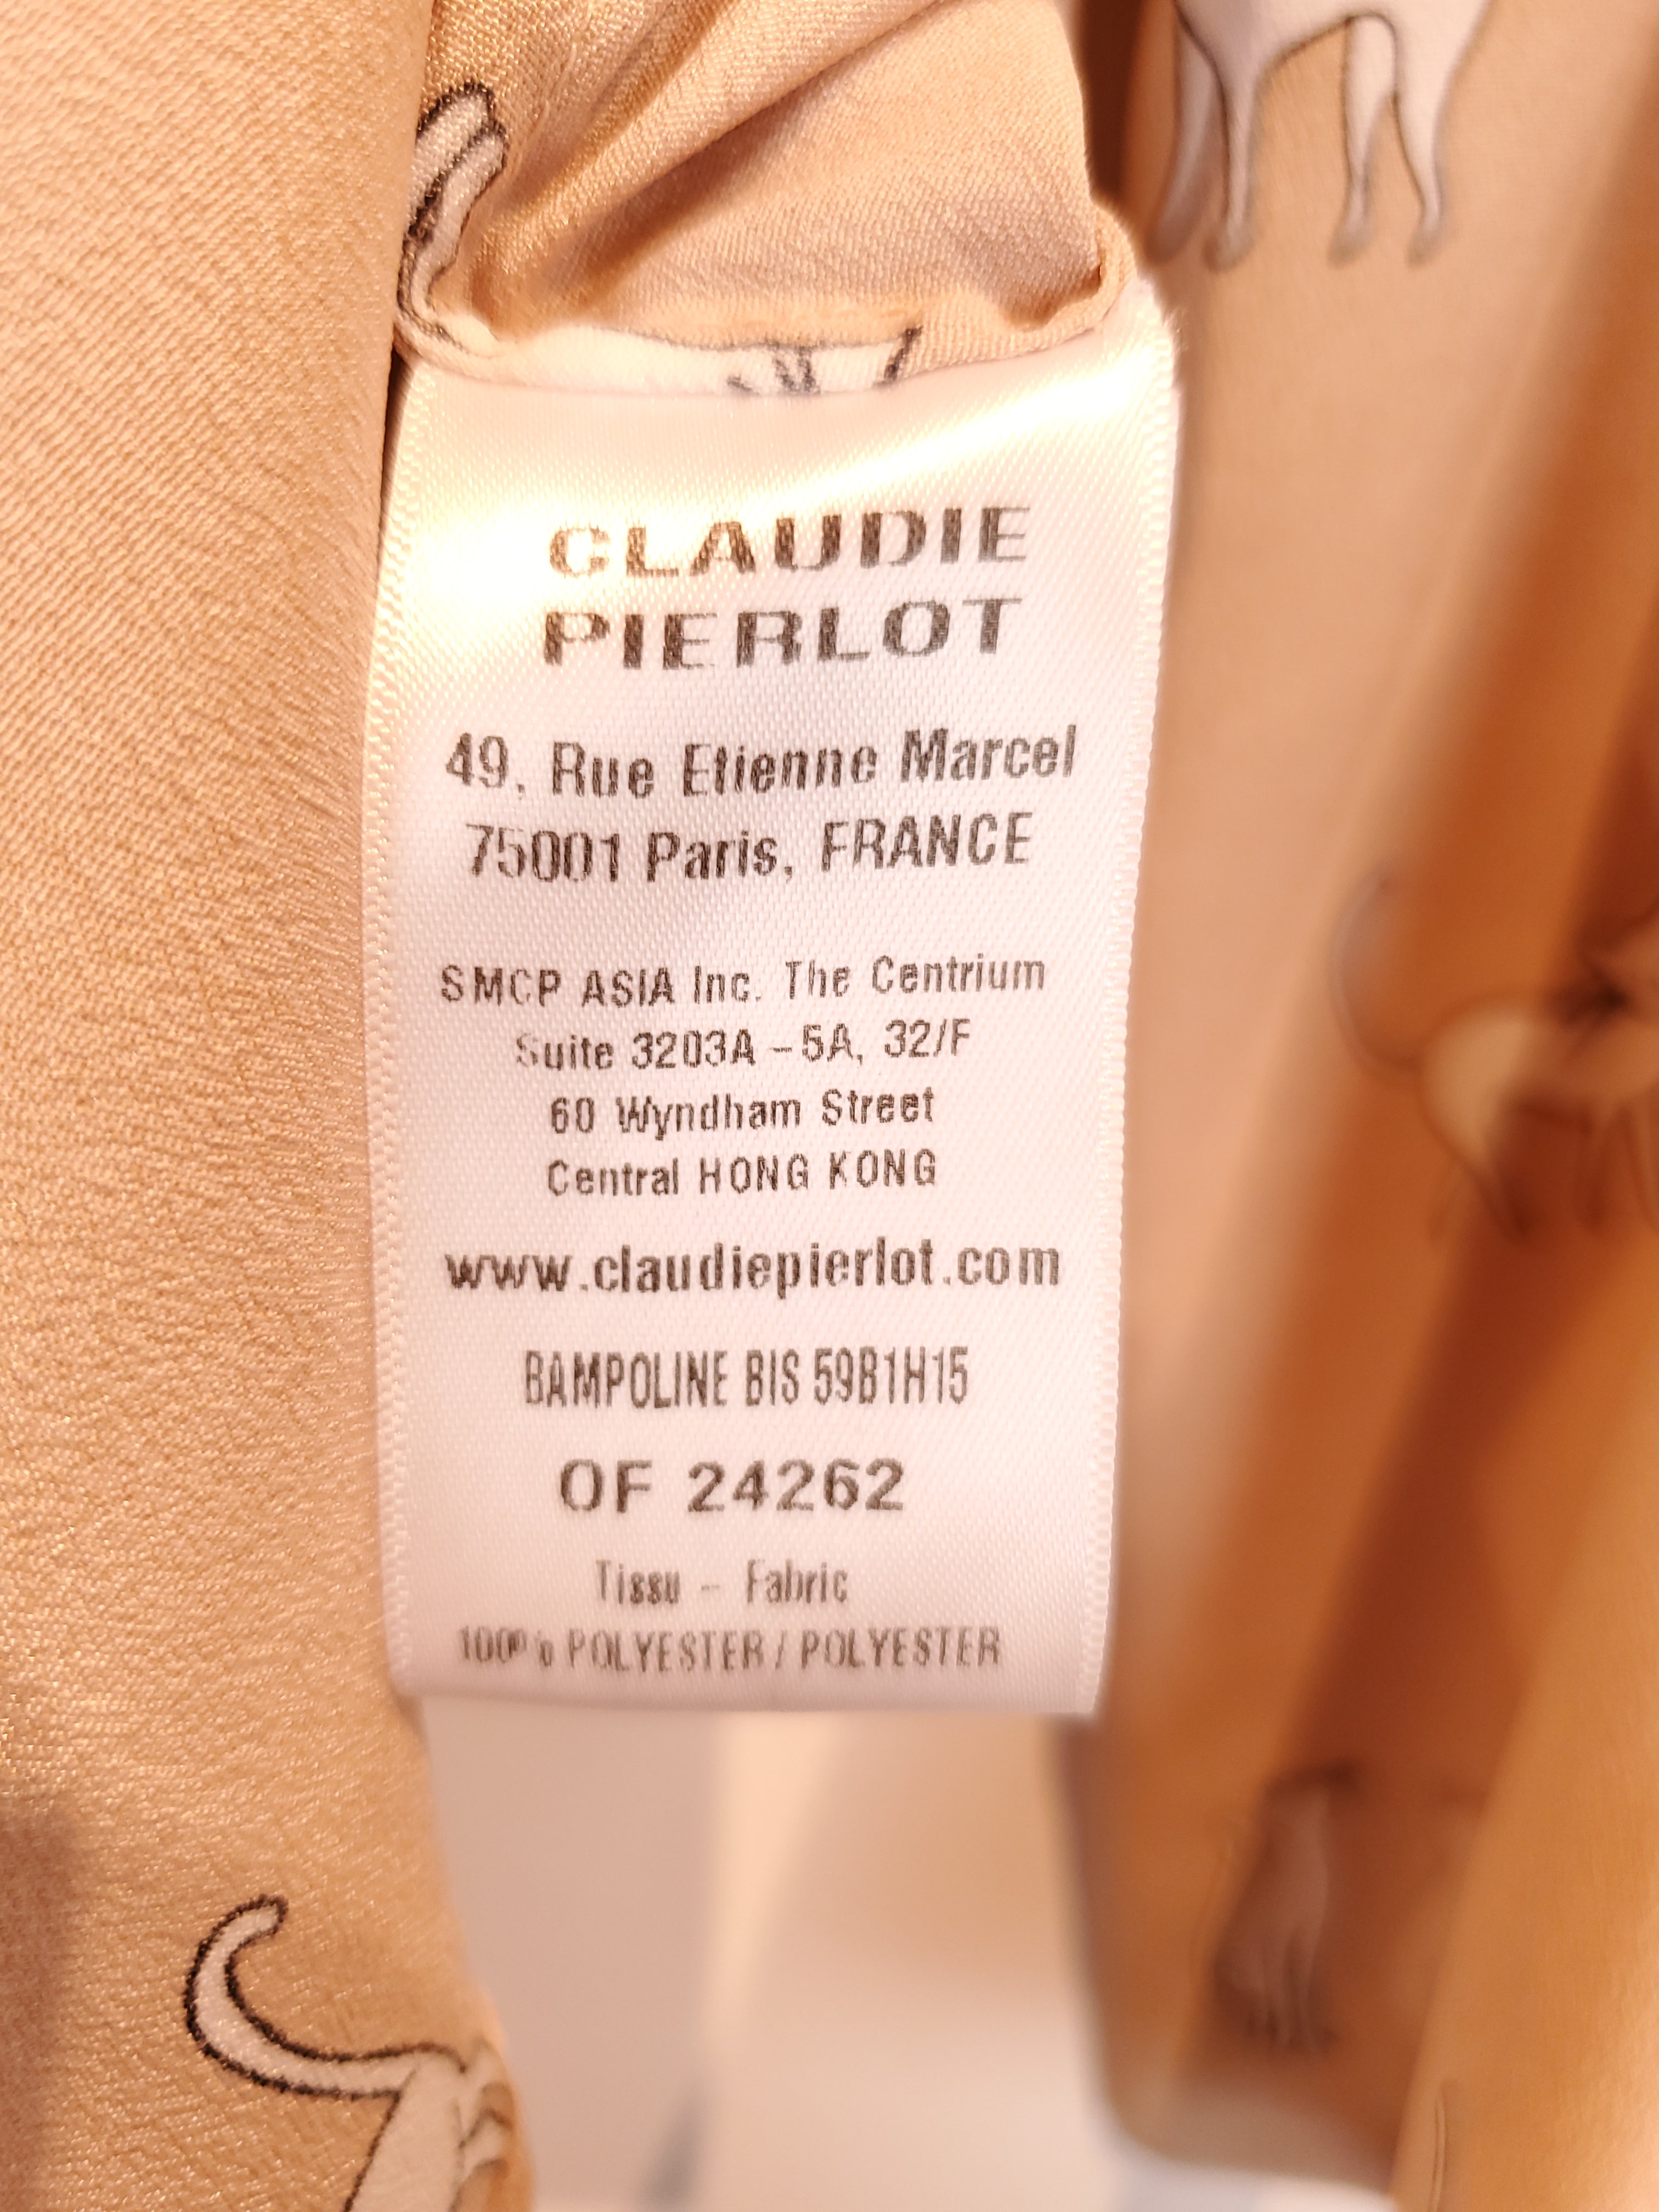 CLAUDIE
PIERLOT
49, Rue Etienne Marcel
75001 Paris, FRANCE
SMCP ASIA Inc. The Centrium
Suite 3203A -5A, 32/F
60 Wyndham Street
Central HONG KONG
www.claudiepierlot.com
BAMPOLINE BIS 59B1H15
OF 24262
Tissu - Fabric
100% POLYESTER / POLYESTER